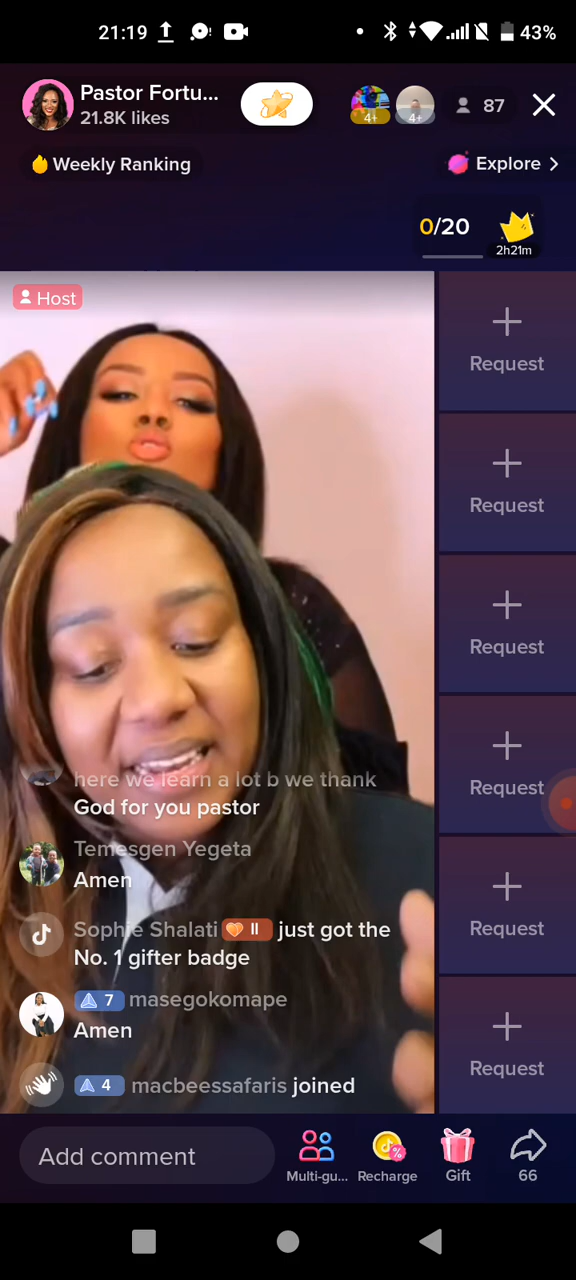 21:19
43%
Pastor Fortu...
21.8K likes
4+
4+
87
Weekly Ranking
Explore
0/20
2h21m
Host
Request
Request
Request
Request
Request
Request
here we learn a lot b we thank
God for you pastor
Temesgen Yegeta
Amen
Sophie Shalati II just got the
No. 1 gifter badge
7 masegokomape
Amen
4 macbeessafaris joined
Add comment
Multi-gu...
Recharge
Gift
66